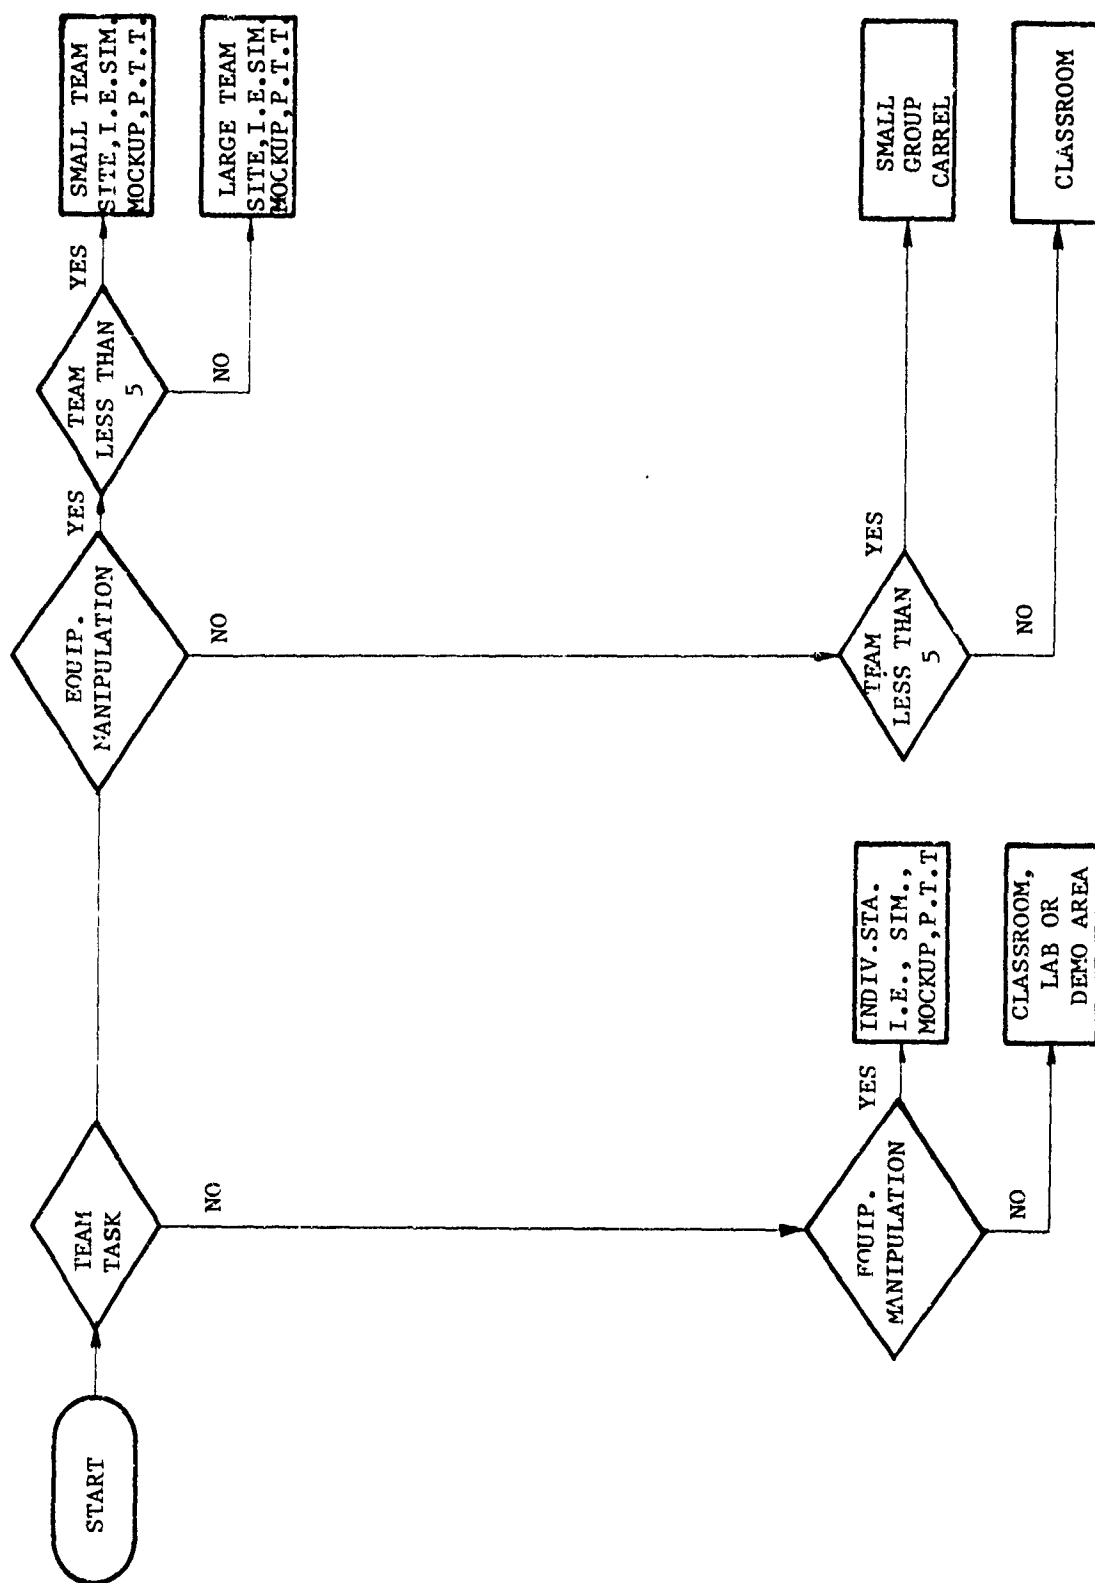 START
TEAM
TASK
NO
EQUIP.
MANIPULATION
YES
NO
TEAM
LESS THAN
5
YES
NO
SMALL TEAM
SITE,I.E.SIM.
MOCKUP,P.T.T.
LARGE TEAM
SITE,I.E.SIM.
MOCKUP,P.T.T.
EQUIP.
MANIPULATION
YES
NO
INDIV.STA.
I.E., SIM.,
MOCKUP,P.T.T
CLASSROOM,
LAB OR
DEMO AREA
TEAM
LESS THAN
5
YES
NO
SMALL
GROUP
CARREL
CLASSROOM